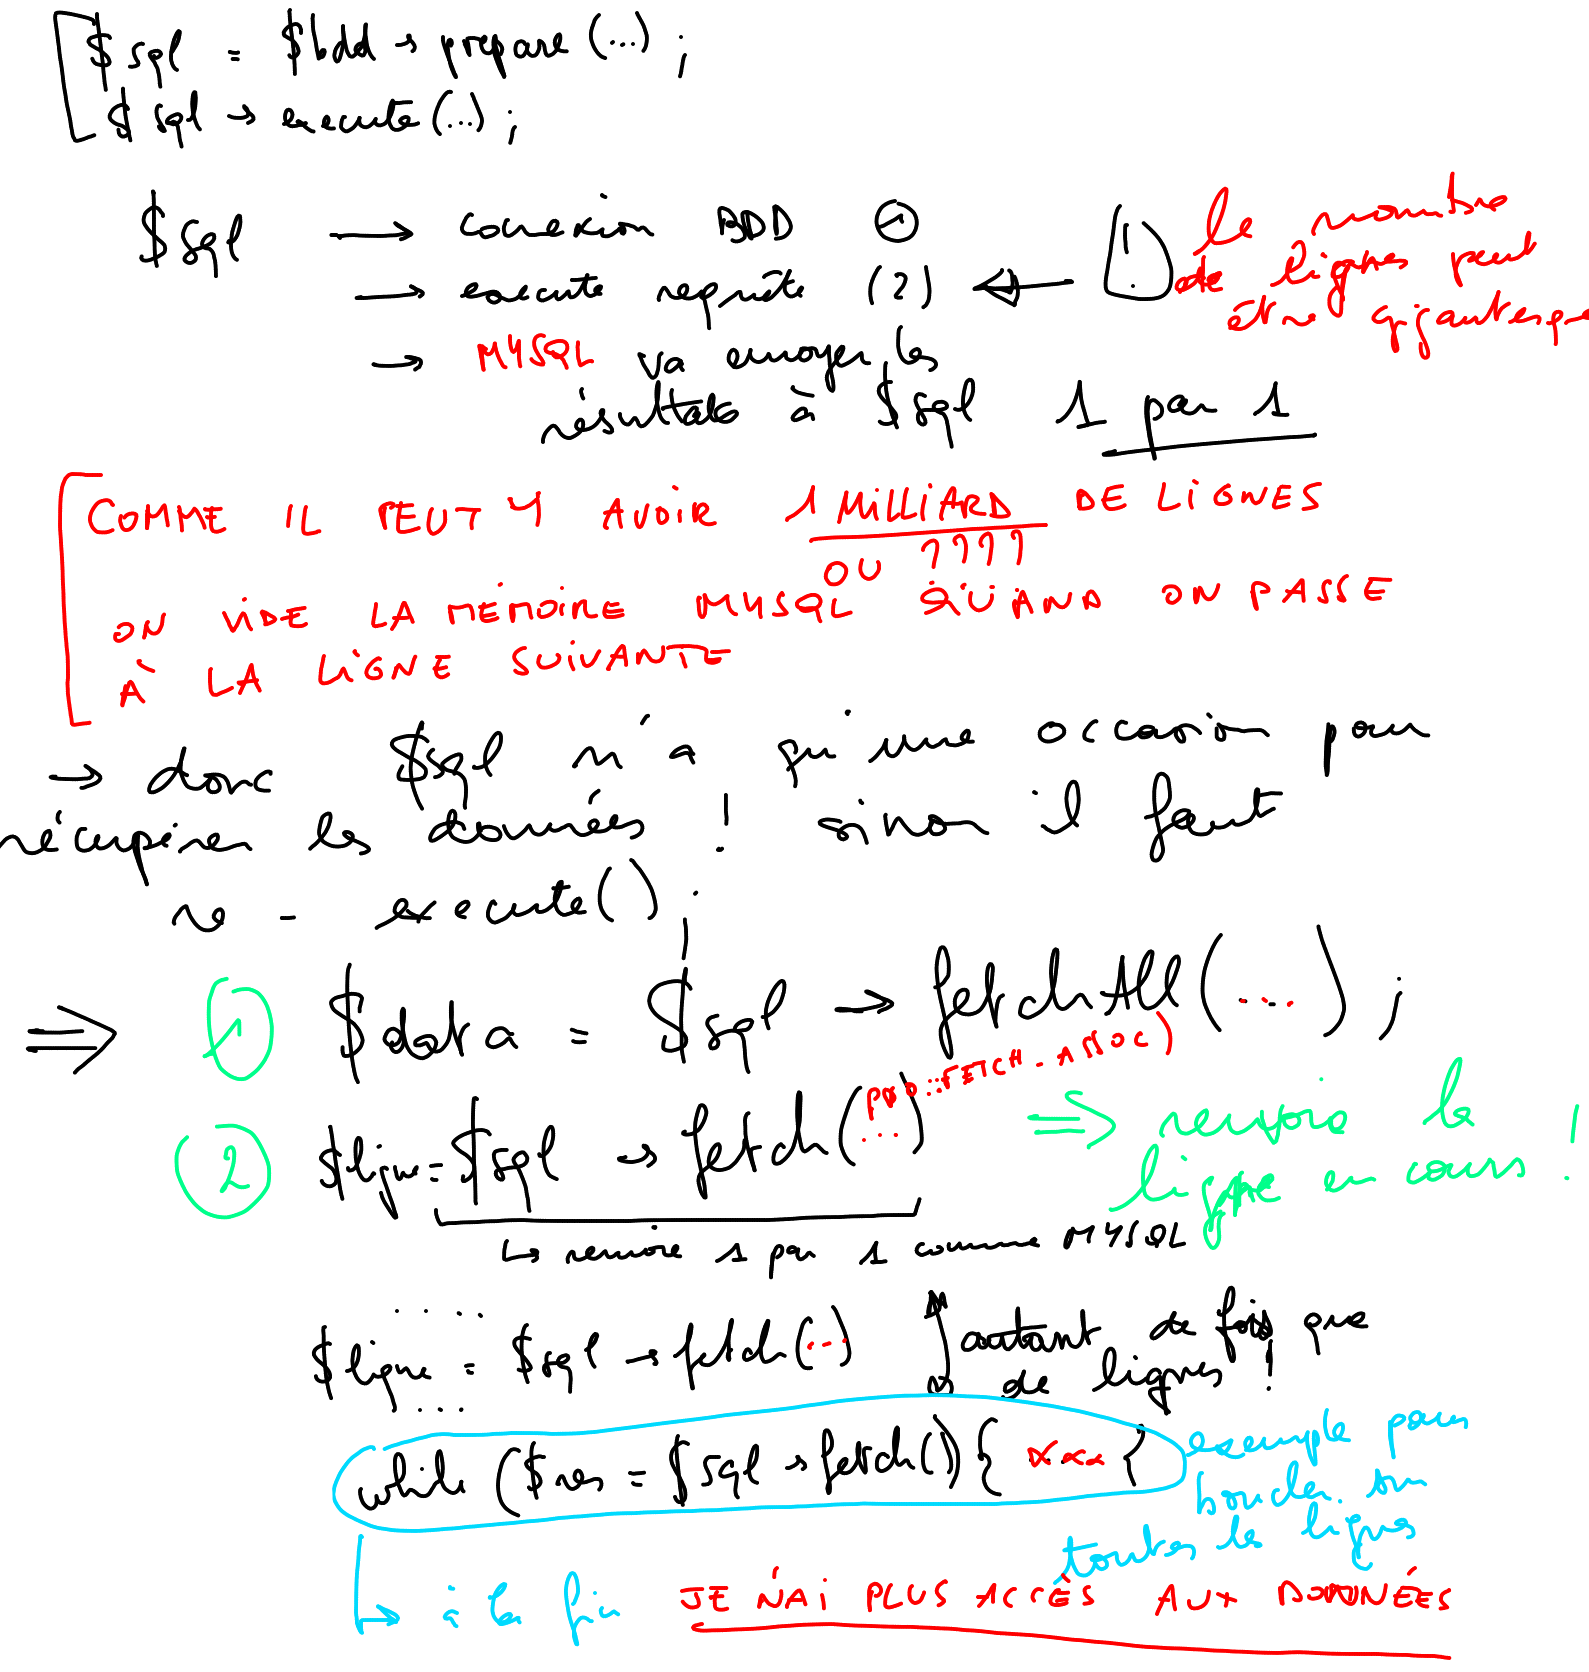 $sql = $bdd → prepare (...) ;
$sql → execute (...) ;
$sql → conexion BDD ①
→ execute requête (2) ⇐ ⚠ le nombre
de lignes peut
être gigantesque
→ MYSQL va envoyer les
résultats à $sql 1 par 1
COMME IL PEUT Y AVOIR 1 MILLIARD DE LIGNES
OU ????
ON VIDE LA MÉMOIRE MYSQL QUAND ON PASSE
À LA LIGNE SUIVANTE
→ donc $sql n'a qu'une occasion pour
récupérer les données ! sinon il faut
re - execute() ;
⇒ ① $data = $sql → fetchAll (...) ;
PDO::FETCH_ASSOC)
② $ligne = $sql → fetch (...) ⇒ renvoie la
ligne en cours !
↳ renvoie 1 par 1 comme MYSQL
.....
$ligne = $sql → fetch (...) ↕ autant de fois que
de lignes !
....
while ($res = $sql → fetch()) { xxx { exemple pour
boucler sur
toutes les lignes
↳ à la fin JE N'AI PLUS ACCÈS AUX DONNÉES